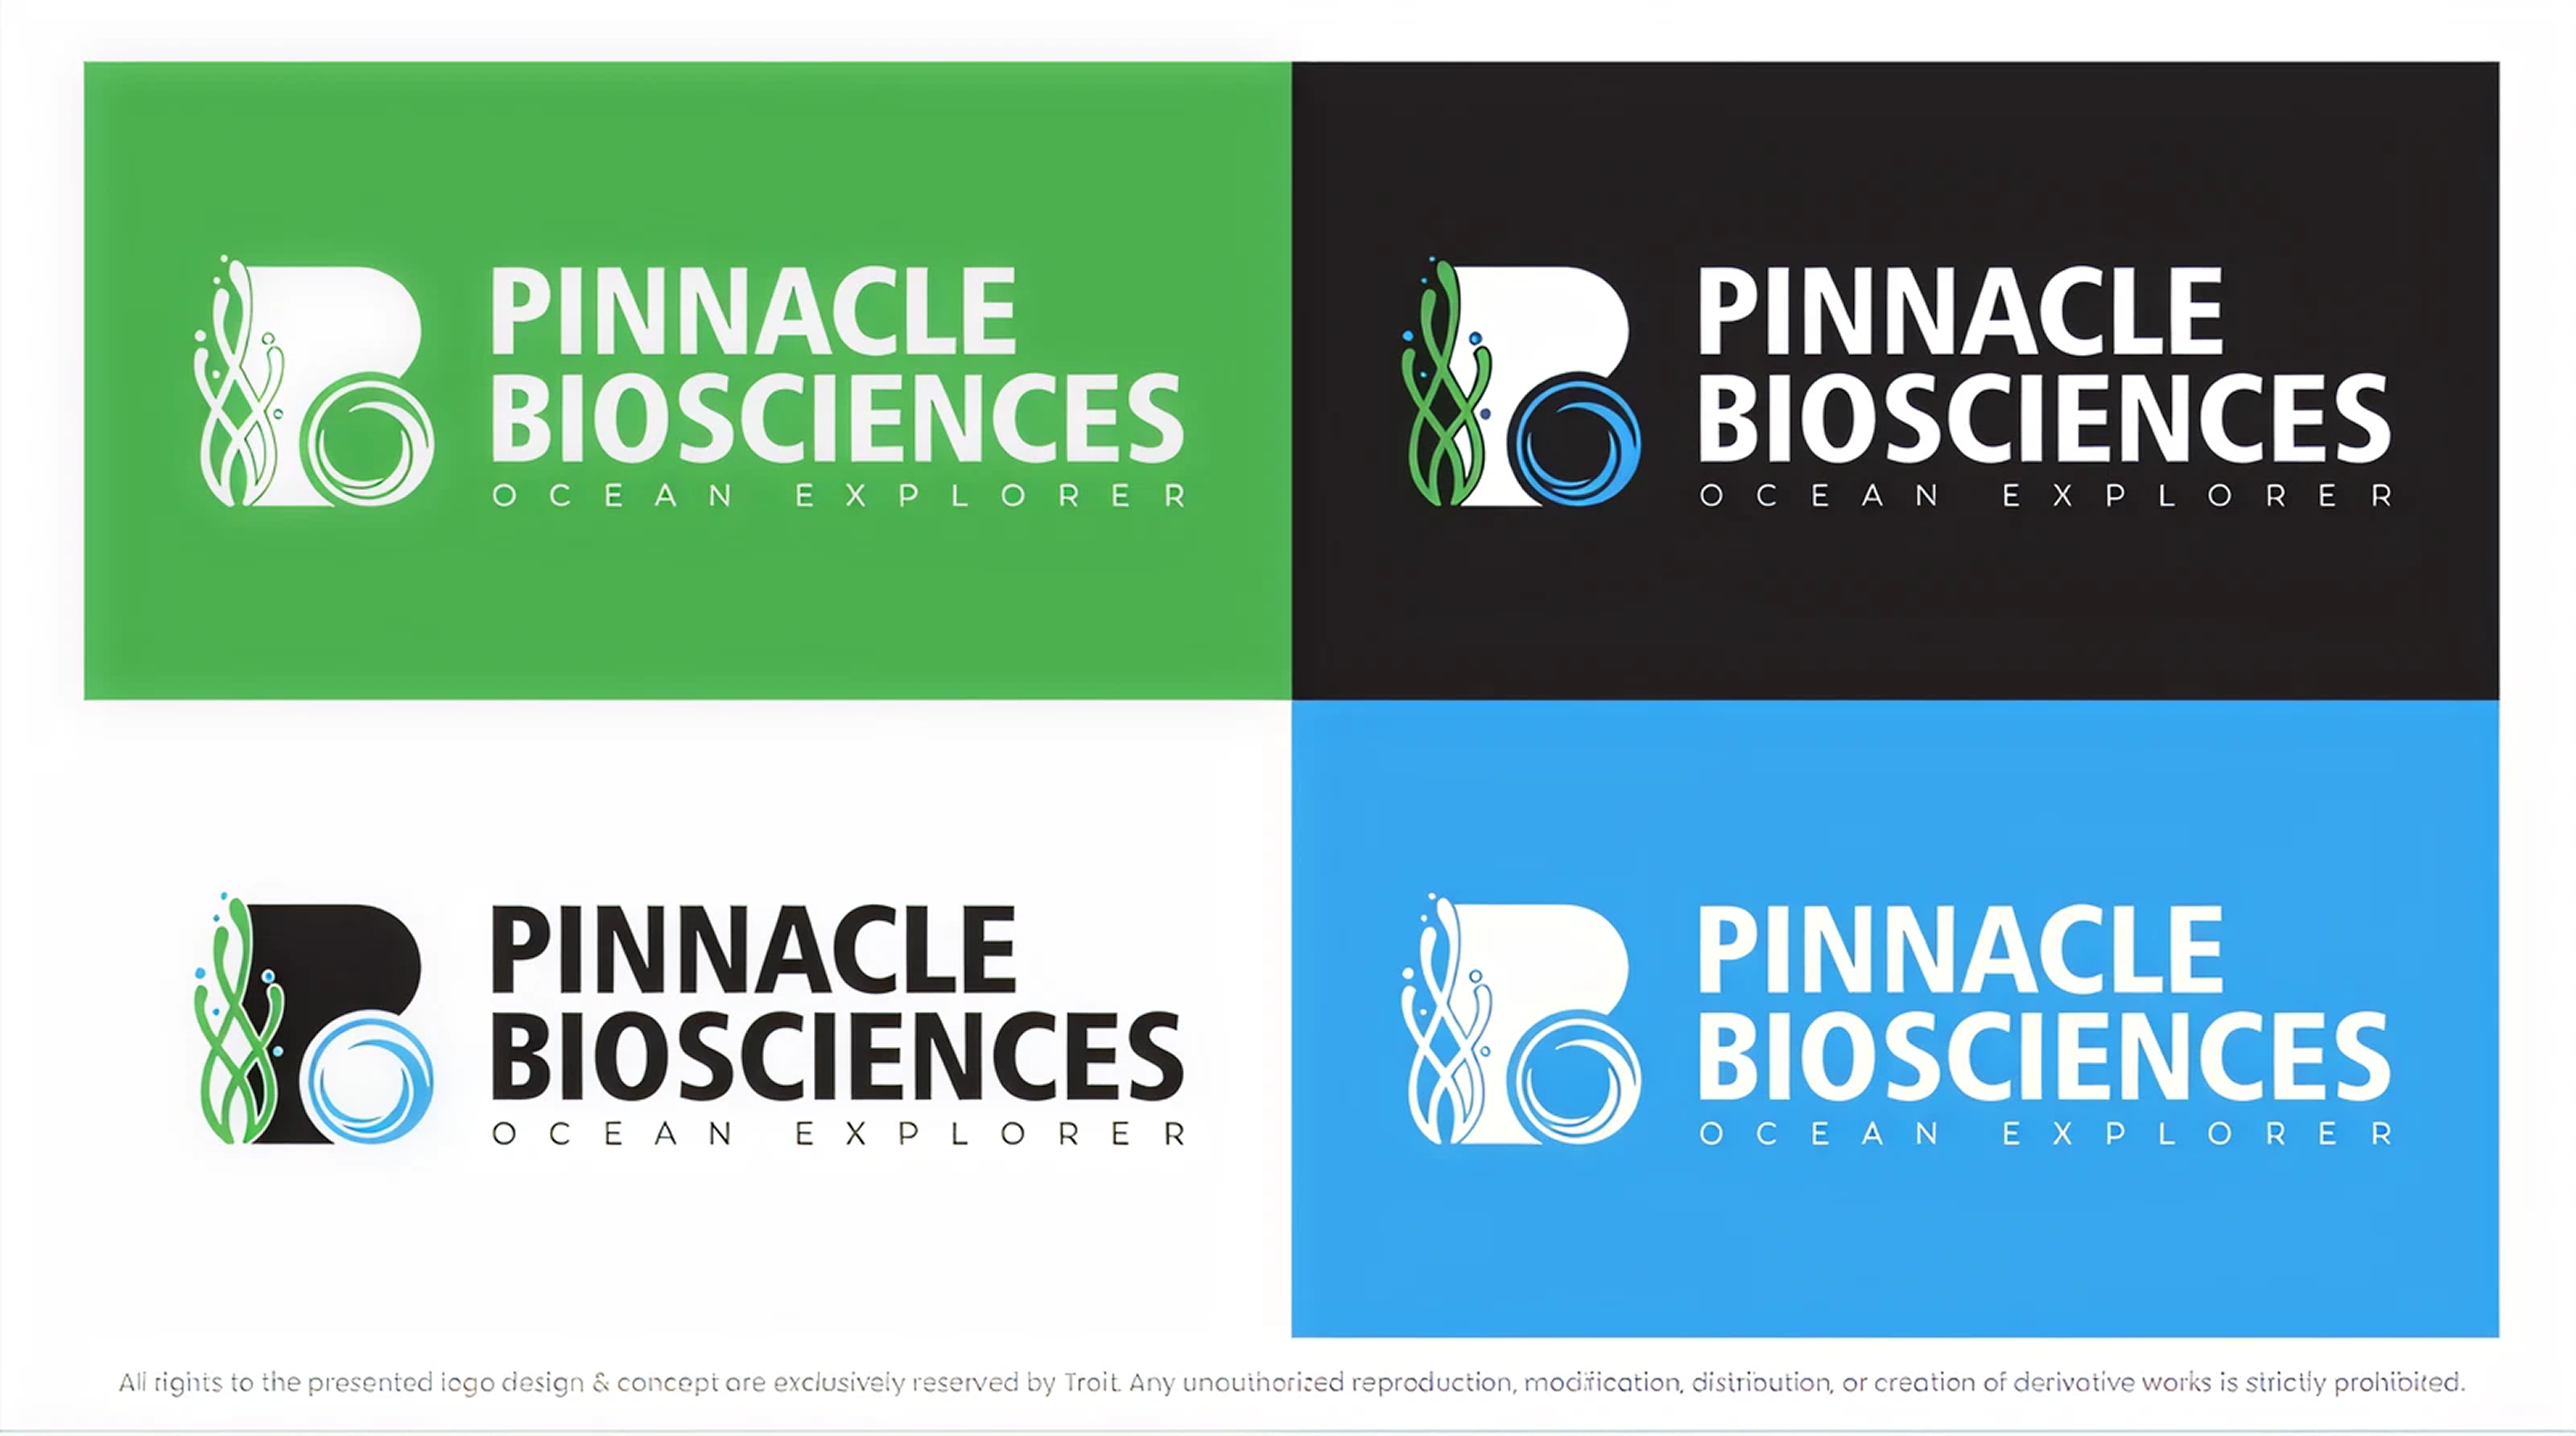 PINNACLE
BIOSCIENCES
OCEAN EXPLORER
PINNACLE
BIOSCIENCES
OCEAN EXPLORER
PINNACLE
BIOSCIENCES
OCEAN EXPLORER
PINNACLE
BIOSCIENCES
OCEAN EXPLORER
All rights to the presented logo design & concept are exclusively reserved by Troit. Any unauthorized reproduction, modification, distribution, or creation of derivative works is strictly prohibited.